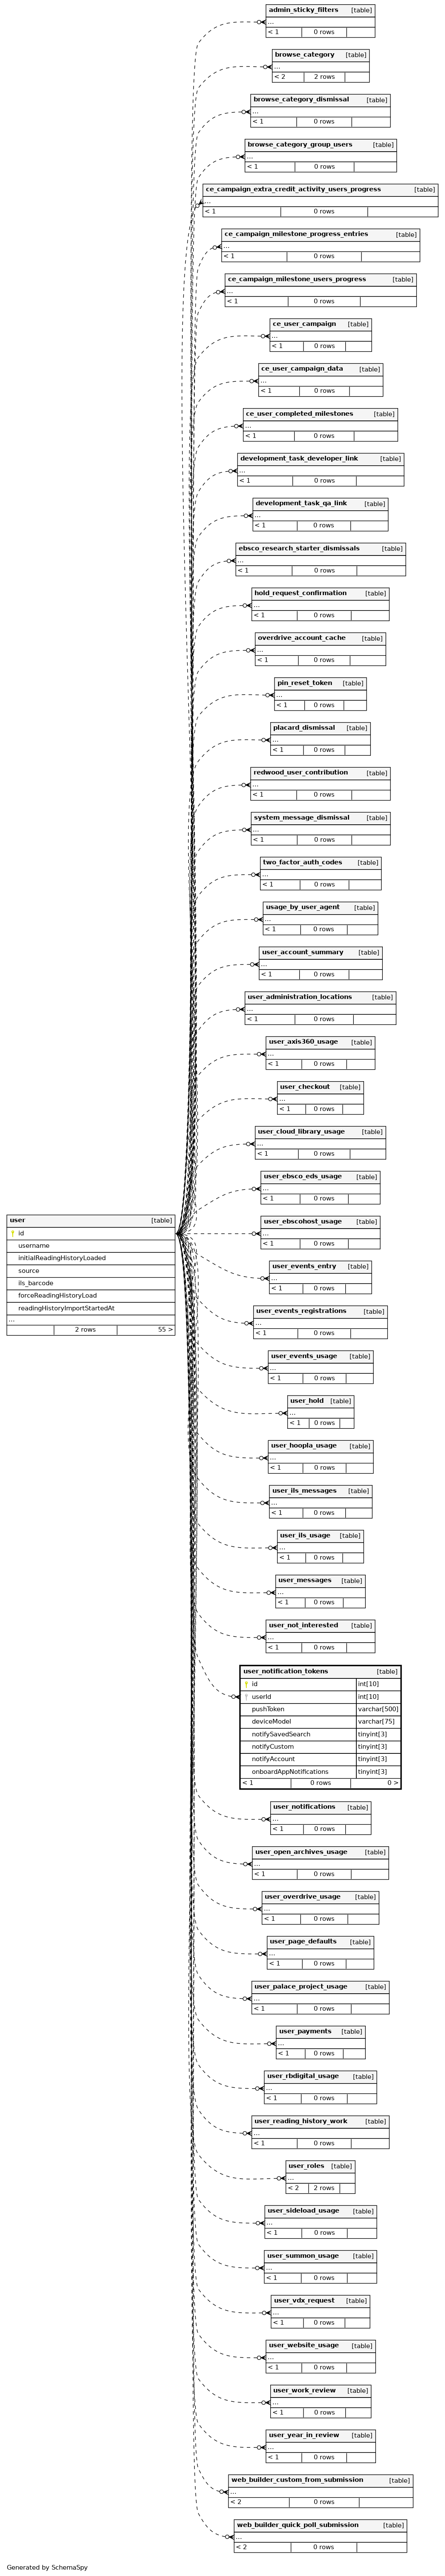 admin_sticky_filters [table]
...
< 1 0 rows
browse_category [table]
...
< 2 2 rows
browse_category_dismissal [table]
...
< 1 0 rows
browse_category_group_users [table]
...
< 1 0 rows
ce_campaign_extra_credit_activity_users_progress [table]
...
< 1 0 rows
ce_campaign_milestone_progress_entries [table]
...
< 1 0 rows
ce_campaign_milestone_users_progress [table]
...
< 1 0 rows
ce_user_campaign [table]
...
< 1 0 rows
ce_user_campaign_data [table]
...
< 1 0 rows
ce_user_completed_milestones [table]
...
< 1 0 rows
development_task_developer_link [table]
...
< 1 0 rows
development_task_qa_link [table]
...
< 1 0 rows
ebsco_research_starter_dismissals [table]
...
< 1 0 rows
hold_request_confirmation [table]
...
< 1 0 rows
overdrive_account_cache [table]
...
< 1 0 rows
pin_reset_token [table]
...
< 1 0 rows
placard_dismissal [table]
...
< 1 0 rows
redwood_user_contribution [table]
...
< 1 0 rows
system_message_dismissal [table]
...
< 1 0 rows
two_factor_auth_codes [table]
...
< 1 0 rows
usage_by_user_agent [table]
...
< 1 0 rows
user_account_summary [table]
...
< 1 0 rows
user_administration_locations [table]
...
< 1 0 rows
user_axis360_usage [table]
...
< 1 0 rows
user_checkout [table]
...
< 1 0 rows
user_cloud_library_usage [table]
...
< 1 0 rows
user_ebsco_eds_usage [table]
...
< 1 0 rows
user_ebscohost_usage [table]
...
< 1 0 rows
user [table]
id
username
initialReadingHistoryLoaded
source
ils_barcode
forceReadingHistoryLoad
readingHistoryImportStartedAt
...
2 rows 55 >
user_events_entry [table]
...
< 1 0 rows
user_events_registrations [table]
...
< 1 0 rows
user_events_usage [table]
...
< 1 0 rows
user_hold [table]
...
< 1 0 rows
user_hoopla_usage [table]
...
< 1 0 rows
user_ils_messages [table]
...
< 1 0 rows
user_ils_usage [table]
...
< 1 0 rows
user_messages [table]
...
< 1 0 rows
user_not_interested [table]
...
< 1 0 rows
user_notification_tokens [table]
id int[10]
userId int[10]
pushToken varchar[500]
deviceModel varchar[75]
notifySavedSearch tinyint[3]
notifyCustom tinyint[3]
notifyAccount tinyint[3]
onboardAppNotifications tinyint[3]
< 1 0 rows 0 >
user_notifications [table]
...
< 1 0 rows
user_open_archives_usage [table]
...
< 1 0 rows
user_overdrive_usage [table]
...
< 1 0 rows
user_page_defaults [table]
...
< 1 0 rows
user_palace_project_usage [table]
...
< 1 0 rows
user_payments [table]
...
< 1 0 rows
user_rbdigital_usage [table]
...
< 1 0 rows
user_reading_history_work [table]
...
< 1 0 rows
user_roles [table]
...
< 2 2 rows
user_sideload_usage [table]
...
< 1 0 rows
user_summon_usage [table]
...
< 1 0 rows
user_vdx_request [table]
...
< 1 0 rows
user_website_usage [table]
...
< 1 0 rows
user_work_review [table]
...
< 1 0 rows
user_year_in_review [table]
...
< 1 0 rows
web_builder_custom_from_submission [table]
...
< 2 0 rows
web_builder_quick_poll_submission [table]
...
< 2 0 rows
Generated by SchemaSpy